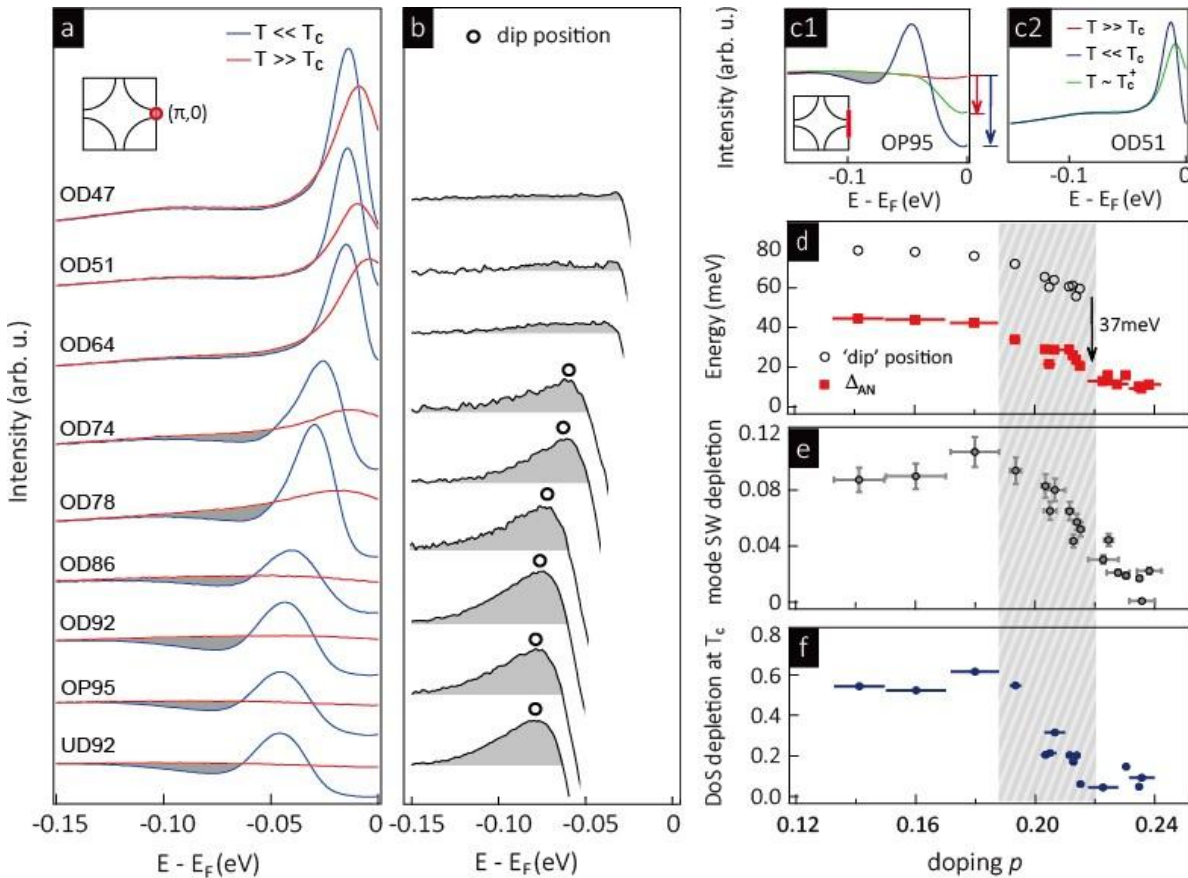 a
T << Tc
T >> Tc
(π,0)
OD47
OD51
OD64
OD74
OD78
OD86
OD92
OP95
UD92
Intensity (arb. u.)
-0.15
-0.10
-0.05
0
E - EF (eV)
b
dip position
-0.15
-0.10
-0.05
0
E - EF (eV)
c1
Intensity (arb. u.)
OP95
-0.1
0
E - EF (eV)
c2
T >> Tc
T << Tc
T ~ Tc+
OD51
-0.1
0
E - EF (eV)
d
Energy (meV)
80
60
40
20
0
37meV
'dip' position
ΔAN
e
mode SW depletion
0.12
0.08
0.04
0
f
DoS depletion at Tc
0.8
0.6
0.4
0.2
0.0
0.12
0.16
0.20
0.24
doping p